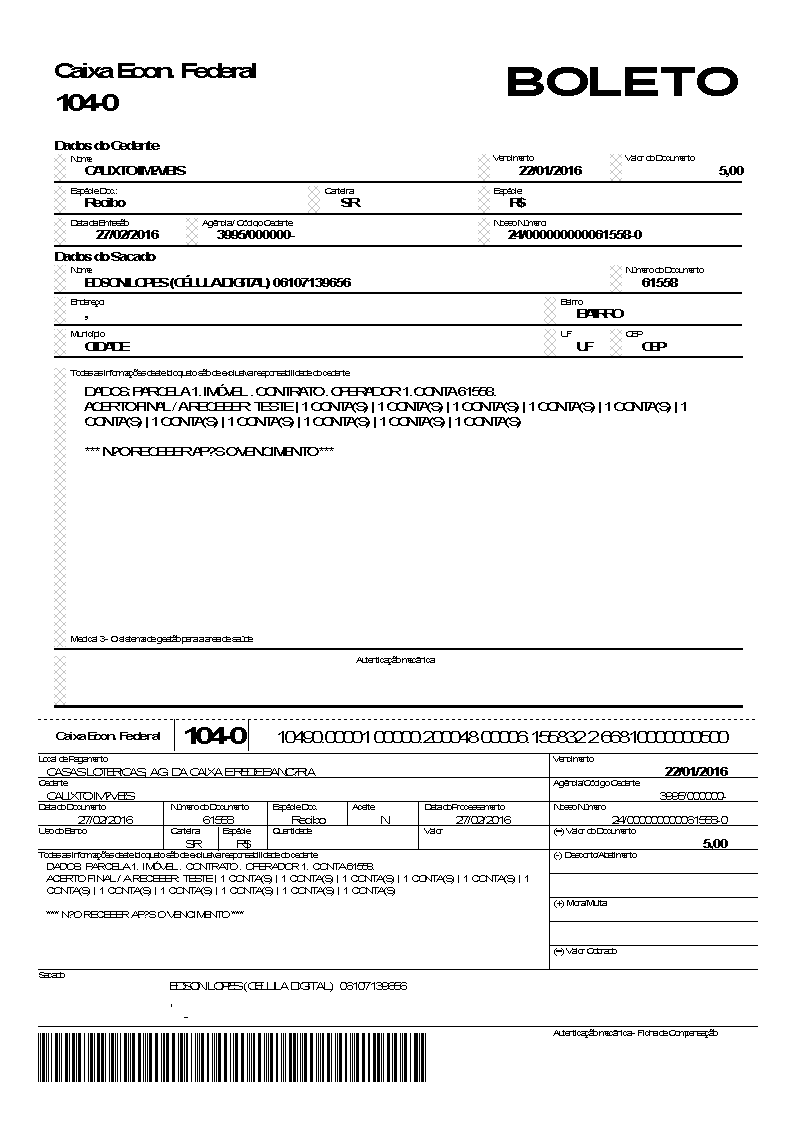 Caixa Econ. Federal
BOLETO
104-0
Dados do Cedente
Nome Vencimento Valor do Documento
CALIXTO IM?VEIS 22/01/2016 5,00
Espécie Doc.: Carteira Espécie
Recibo SR R$
Data da Emissão Agência / Código Cedente Nosso Número
27/02/2016 3995/000000- 24/000000000061558-0
Dados do Sacado
Nome Número do Documento
EDSON LOPES (CÉLULA DIGITAL) 06107139656 61558
Endereço Bairro
, BAIRRO
Município UF CEP
CIDADE UF CEP
Todas as informações deste bloquto são de exclusiva responsabilidade do cedente
DADOS: PARCELA 1. IMÓVEL . CONTRATO . OPERADOR 1. CONTA 61558.
ACERTO FINAL / A RECEBER: TESTE | 1 CONTA(S) | 1 CONTA(S) | 1 CONTA(S) | 1 CONTA(S) | 1 CONTA(S) | 1
CONTA(S) | 1 CONTA(S) | 1 CONTA(S) | 1 CONTA(S) | 1 CONTA(S) | 1 CONTA(S)
*** N?O RECEBER AP?S O VENCIMENTO ***
Medical 3 - O sistema de gestão para a area de saúde
Autenticação mecânica
Caixa Econ. Federal 104-0 10490.00001 00000.200048 00006.155832 2 66810000000500
Local de Pagamento Vencimento
CASAS LOTERICAS, AG. DA CAIXA E REDE BANC?RIA 22/01/2016
Cedente Agência/Código Cedente
CALIXTO IM?VEIS 3995/000000-
Data do Documento Número do Documento Espécie Doc. Aceite Data do Processamento Nosso Número
27/02/2016 61558 Recibo N 27/02/2016 24/000000000061558-0
Uso do Banco Carteira Espécie Quantidade Valor (=) Valor do Documento
SR R$ 5,00
Todas as informações deste bloquto são de exclusiva responsabilidade do cedente (-) Desconto/Abatimento
DADOS: PARCELA 1. IMÓVEL . CONTRATO . OPERADOR 1. CONTA 61558.
ACERTO FINAL / A RECEBER: TESTE | 1 CONTA(S) | 1 CONTA(S) | 1 CONTA(S) | 1 CONTA(S) | 1 CONTA(S) | 1
CONTA(S) | 1 CONTA(S) | 1 CONTA(S) | 1 CONTA(S) | 1 CONTA(S) | 1 CONTA(S)
(+) Mora/Multa
*** N?O RECEBER AP?S O VENCIMENTO ***
(=) Valor Cobrado
Sacado
EDSON LOPES (CELULA DIGITAL) 06107139656
,
-
Autenticação mecânica - Ficha de Compensação